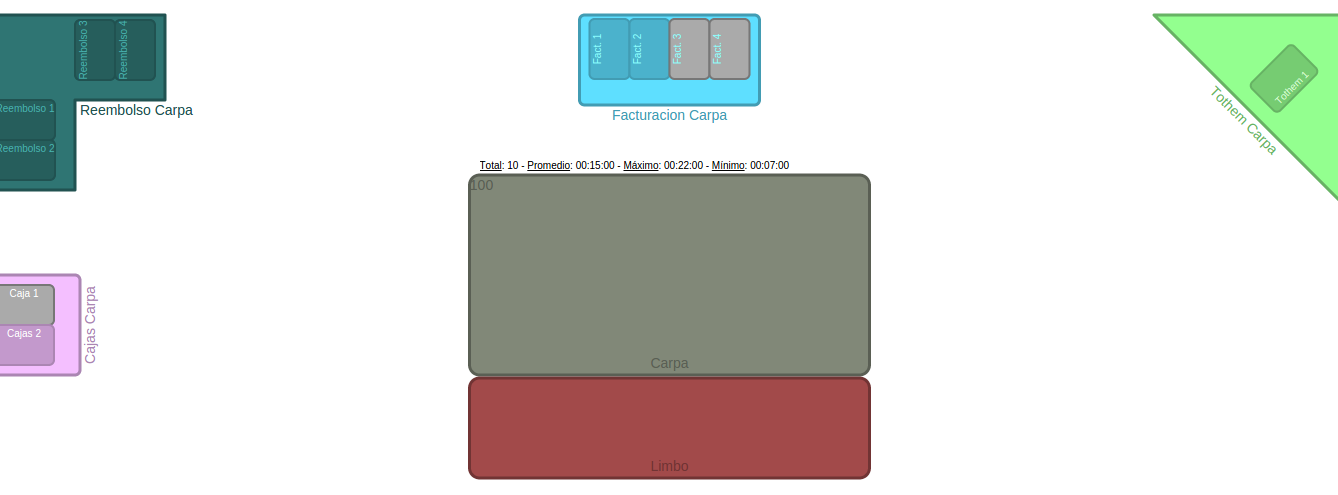 Reembolso 3
Reembolso 4
Reembolso 1
Reembolso 2
Reembolso Carpa
Fact. 1
Fact. 2
Fact. 3
Fact. 4
Facturacion Carpa
Tothem 1
Tothem Carpa
Total: 10 - Promedio: 00:15:00 - Máximo: 00:22:00 - Mínimo: 00:07:00
100
Carpa
Caja 1
Cajas 2
Cajas Carpa
Limbo